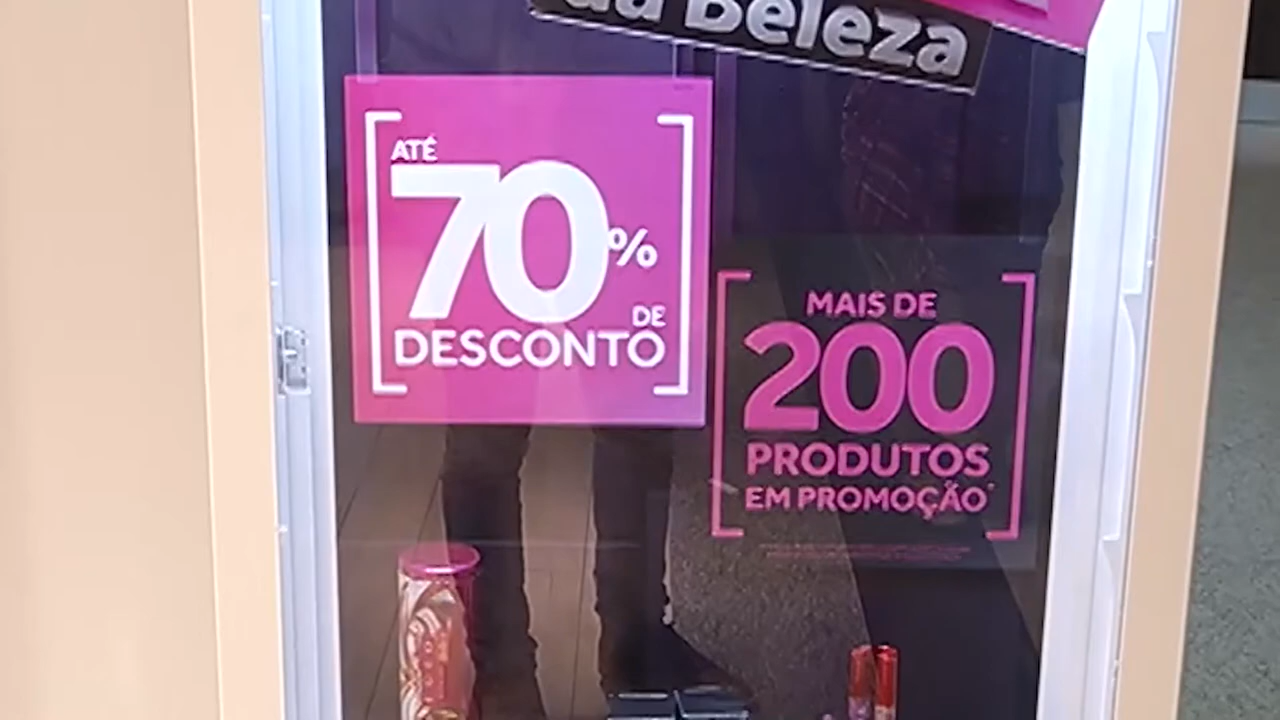 da Beleza
ATÉ
70%
DE
DESCONTO
MAIS DE
200
PRODUTOS
EM PROMOÇÃO*